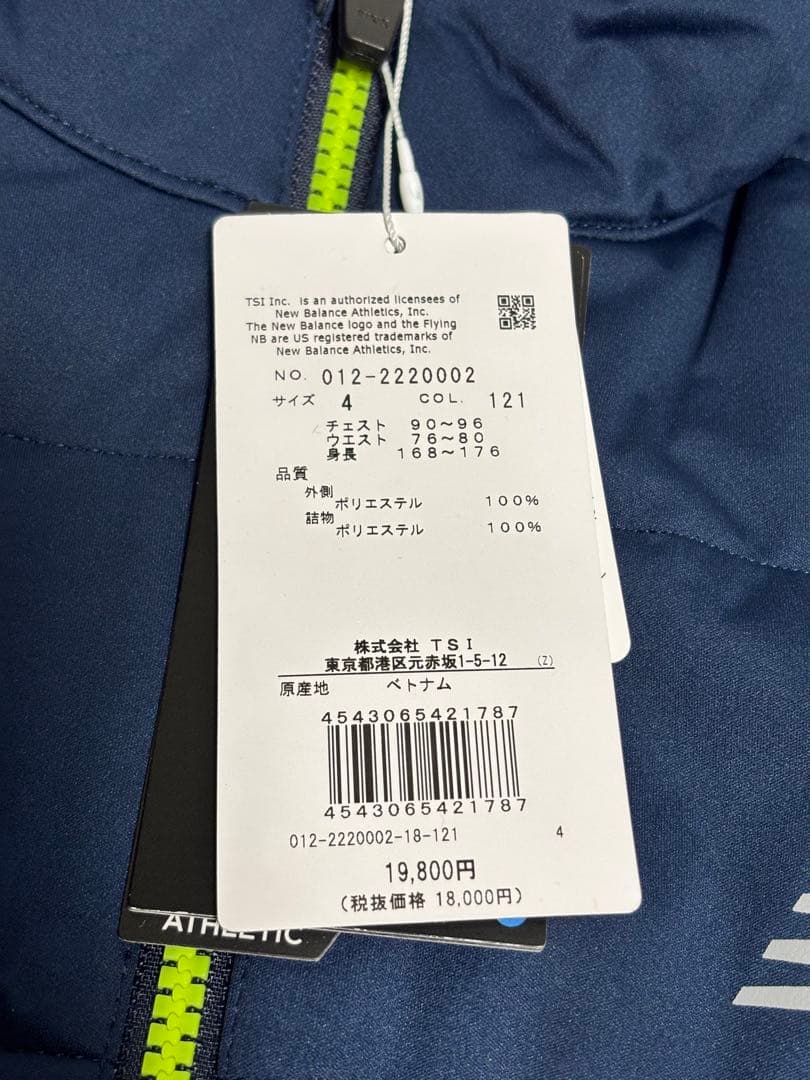 TSI Inc. is an authorized licensees of
New Balance Athletics, Inc.
The New Balance logo and the Flying
NB are US registered trademarks of
New Balance Athletics, Inc.
NO. 012-2220002
サイズ 4 COL. 121
チェスト 90～96
ウエスト 76～80
身長 168～176
品質
外側
ポリエステル 100%
詰物
ポリエステル 100%
株式会社 TSI
東京都港区元赤坂1-5-12 (Z)
原産地 ベトナム
4543065421787
4543065421787
012-2220002-18-121 4
19,800円
(税抜価格 18,000円)
ATHLETIC